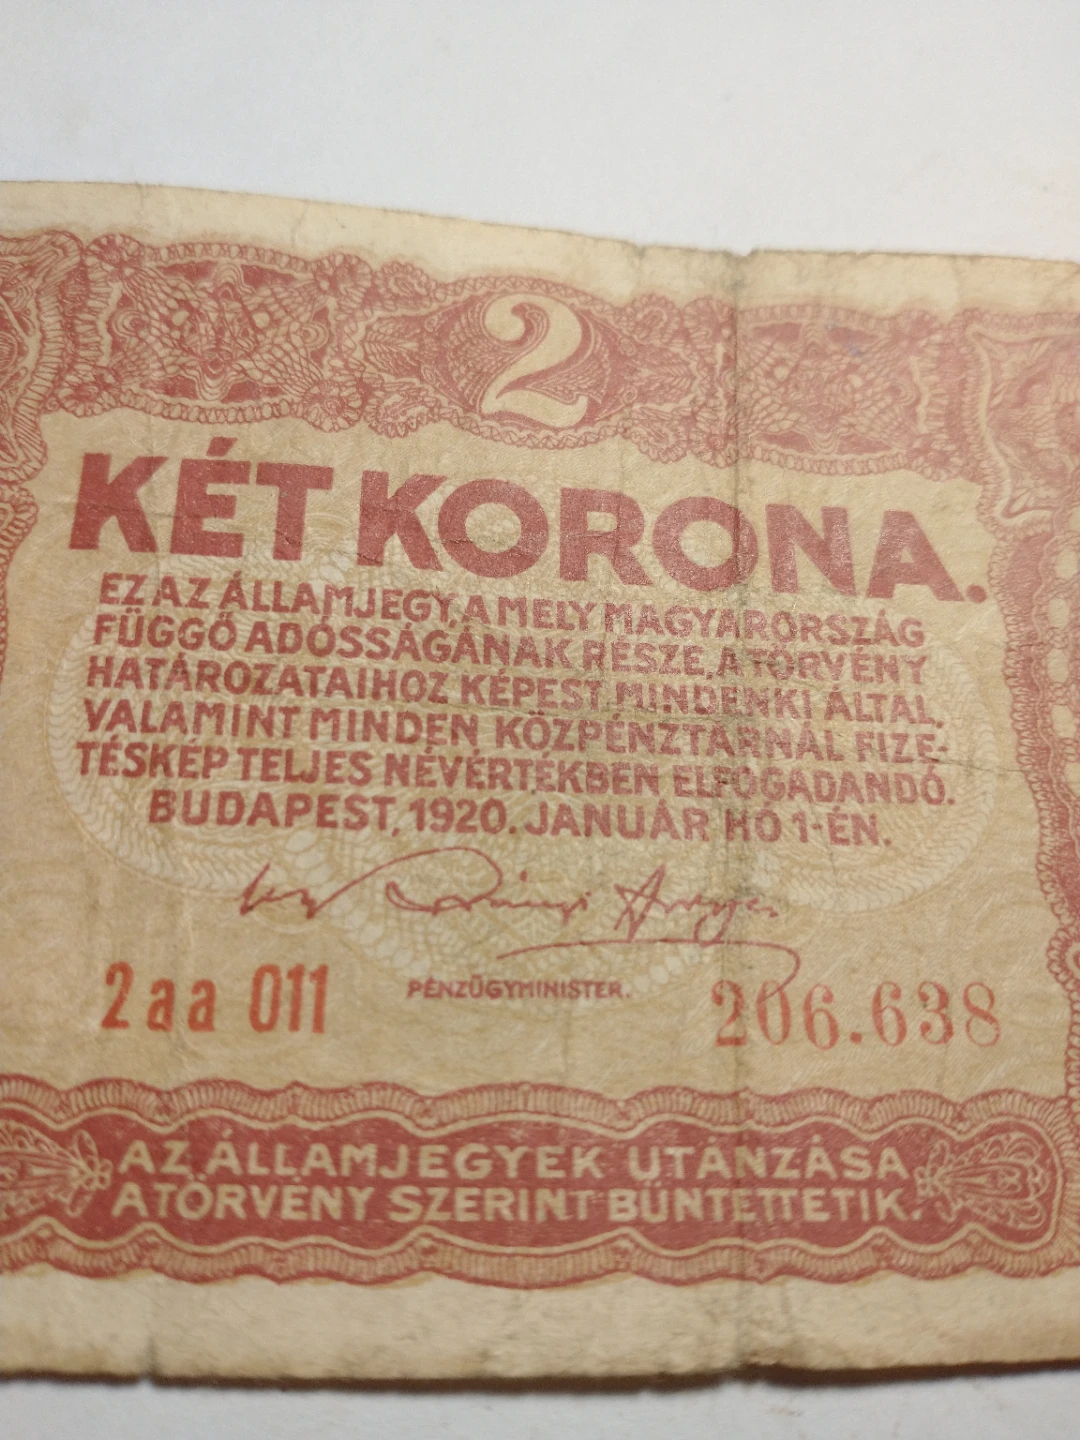 2
KÉT KORONA.
EZ AZ ÁLLAMJEGY, A MELY MAGYARORSZÁG
FÜGGŐ ADÓSSÁGÁNAK RÉSZE, A TÖRVÉNY
HATÁROZATAIHOZ KÉPEST MINDENKI ÁLTAL,
VALAMINT MINDEN KÖZPÉNZTÁRNÁL FIZE-
TÉSKÉP TELJES NÉVÉRTÉKBEN ELFOGADANDÓ.
BUDAPEST, 1920. JANUÁR HÓ 1-ÉN.
2aa 011 PÉNZÜGYMINISTER. 206.638
AZ ÁLLAMJEGYEK UTÁNZÁSA
A TÖRVÉNY SZERINT BÜNTETTETIK.